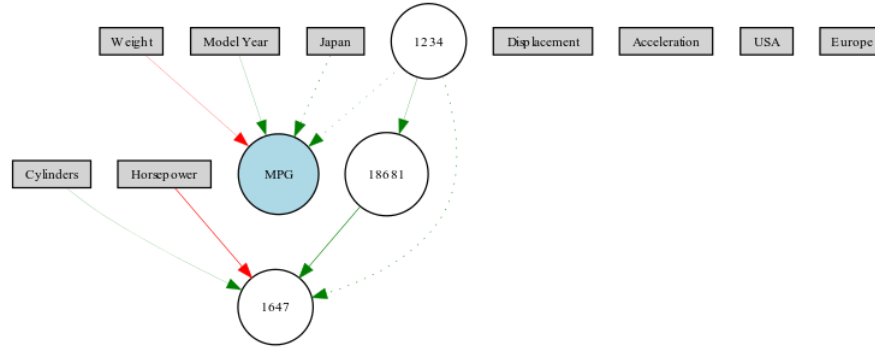 Weight
Model Year
Japan
1234
Displacement
Acceleration
USA
Europe
Cylinders
Horsepower
MPG
18681
1647